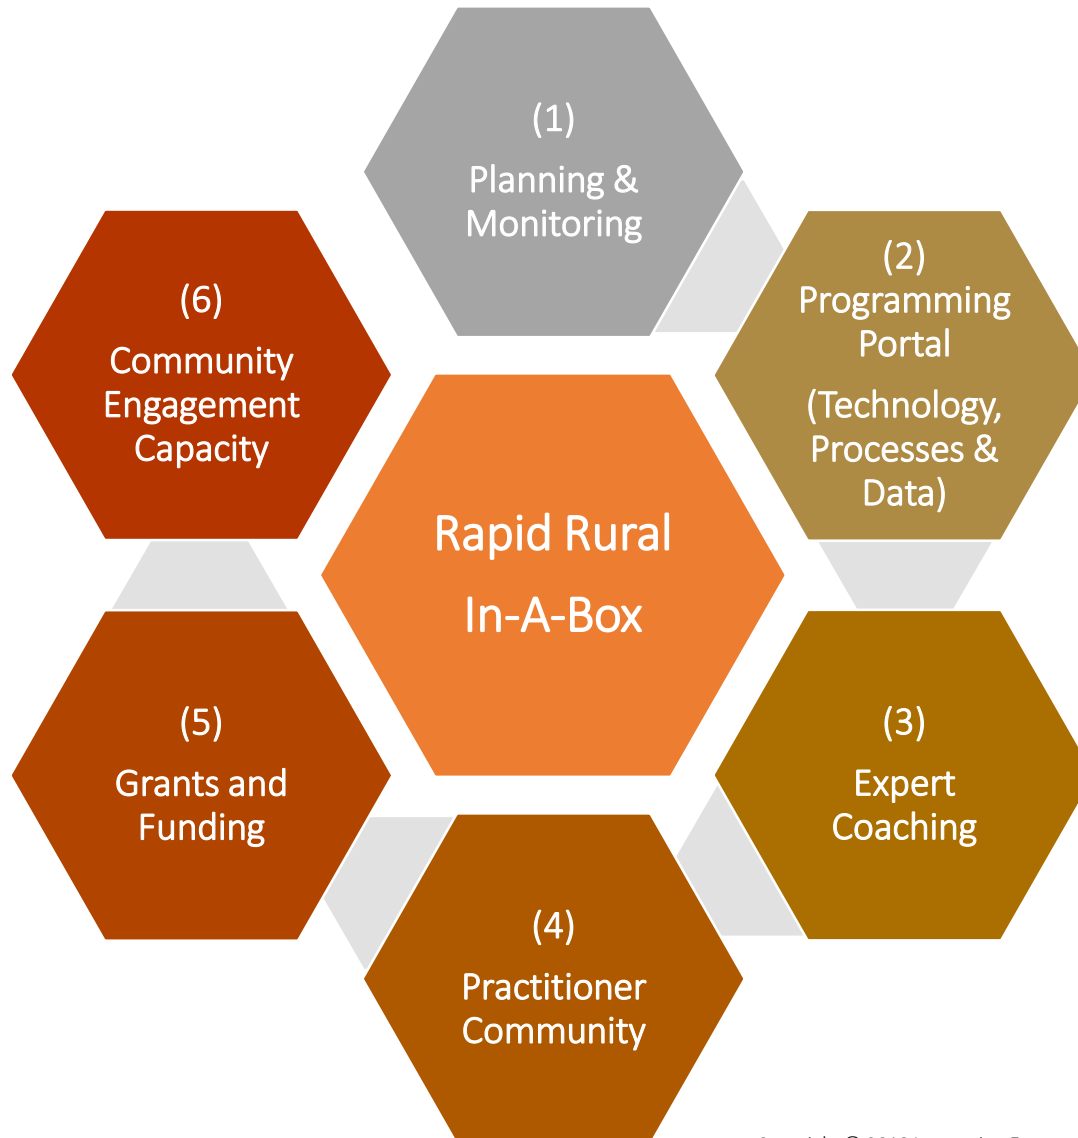 (1)
Planning &
Monitoring
(2)
Programming
Portal
(Technology,
Processes &
Data)
(3)
Expert
Coaching
(4)
Practitioner
Community
(5)
Grants and
Funding
(6)
Community
Engagement
Capacity
Rapid Rural
In-A-Box